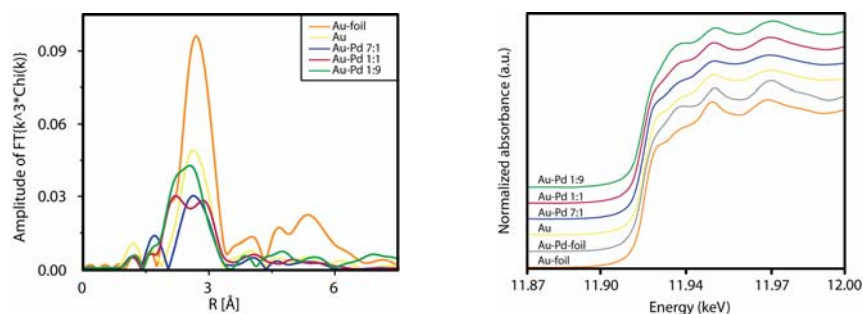 0.09
0.06
0.03
0.00
Amplitude of FT{k^3*Chi(k)}
0
3
6
R [Å]
Au-foil
Au
Au-Pd 7:1
Au-Pd 1:1
Au-Pd 1:9
Normalized absorbance (a.u.)
Au-Pd 1:9
Au-Pd 1:1
Au-Pd 7:1
Au
Au-Pd-foil
Au-foil
11.87
11.90
11.94
11.97
12.00
Energy (keV)